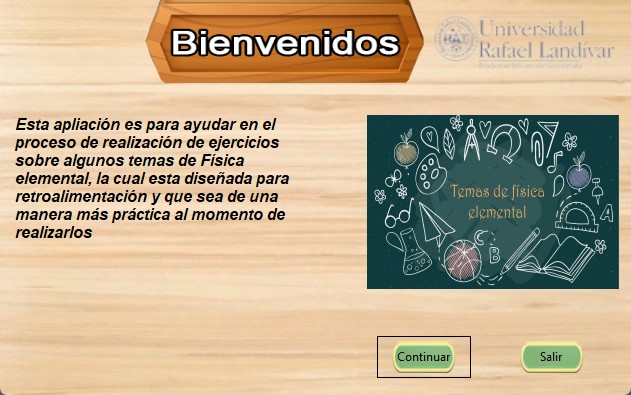 Bienvenidos
Universidad
Rafael Landívar
Esta apliación es para ayudar en el
proceso de realización de ejercicios
sobre algunos temas de Física
elemental, la cual esta diseñada para
retroalimentación y que sea de una
manera más práctica al momento de
realizarlos
Temas de física
elemental
A
B
Continuar
Salir